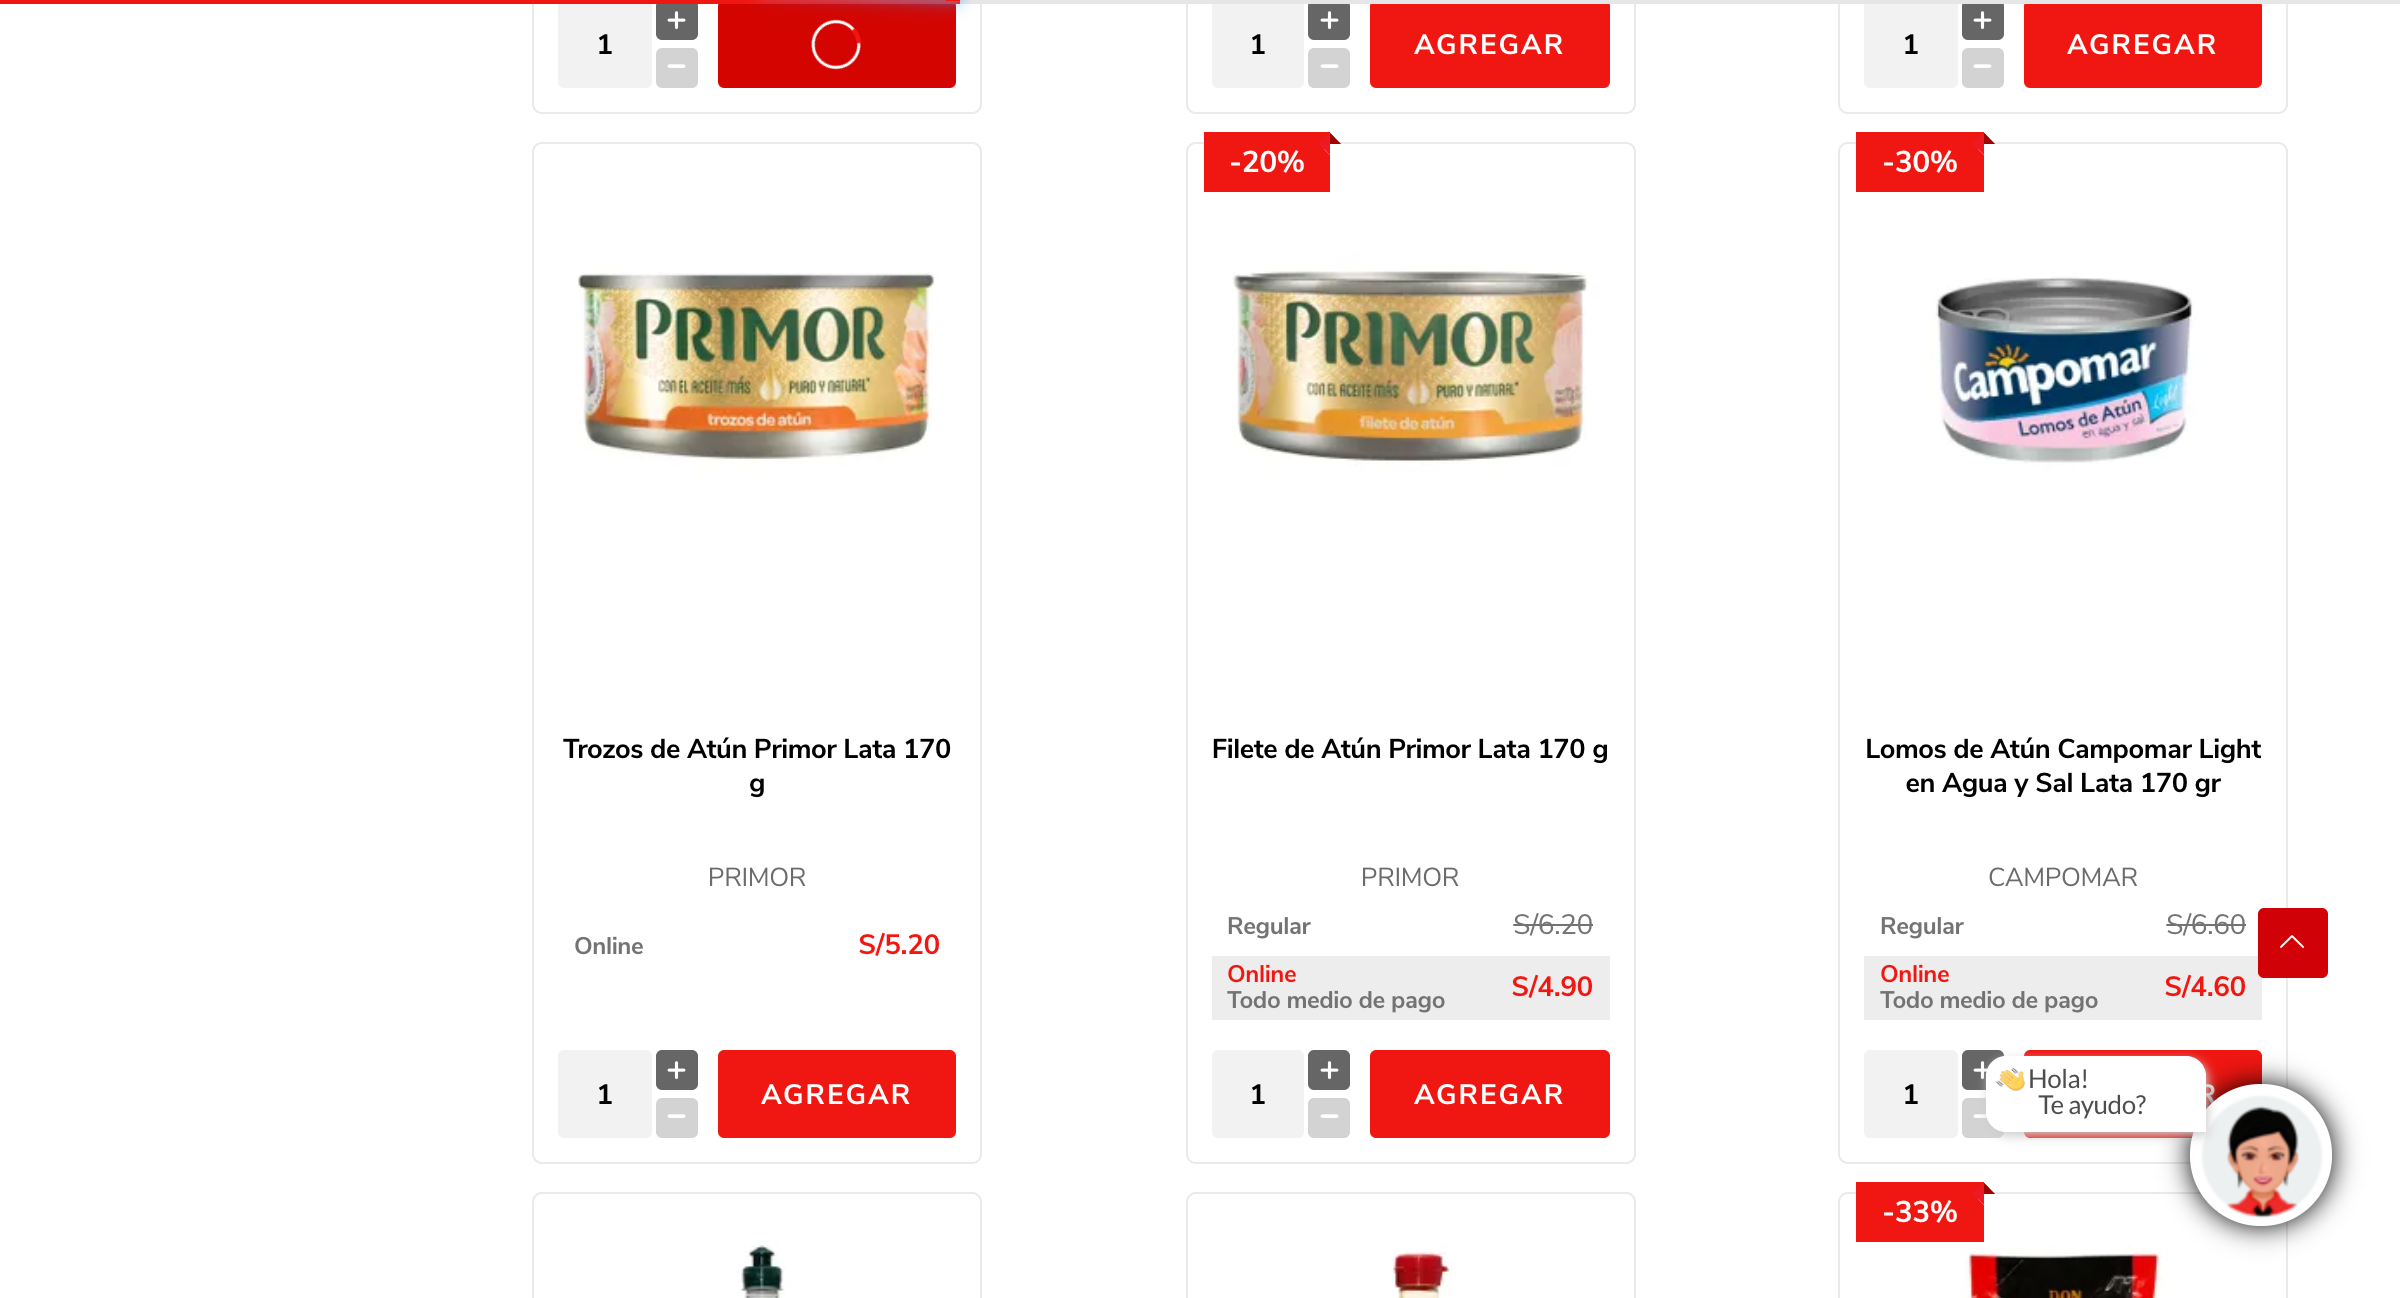 1
+
−
1
+
−
AGREGAR
1
+
−
AGREGAR
-20%
-30%
PRIMOR
CON EL ACEITE MÁS PURO Y NATURAL*
trozos de atún
PRIMOR
CON EL ACEITE MÁS PURO Y NATURAL*
filete de atún
Campomar
Lomos de Atún Light
en agua y sal
Trozos de Atún Primor Lata 170
g
Filete de Atún Primor Lata 170 g
Lomos de Atún Campomar Light
en Agua y Sal Lata 170 gr
PRIMOR
PRIMOR
CAMPOMAR
Online S/5.20
Regular S/6.20
Online
Todo medio de pago S/4.90
Regular S/6.60
Online
Todo medio de pago S/4.60
1
+
−
AGREGAR
1
+
−
AGREGAR
1
+
−
R
👋Hola!
Te ayudo?
-33%
DON